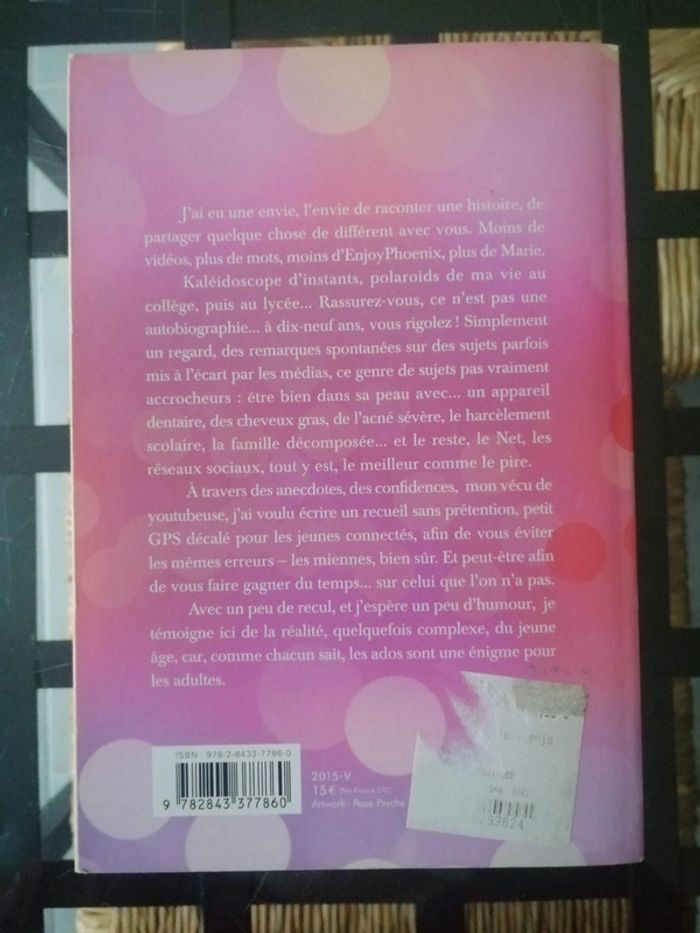 J'ai eu une envie, l'envie de raconter une histoire, de
partager quelque chose de différent avec vous. Moins de
vidéos, plus de mots, moins d'EnjoyPhoenix, plus de Marie.
Kaléidoscope d'instants, polaroids de ma vie au
collège, puis au lycée... Rassurez-vous, ce n'est pas une
autobiographie... à dix-neuf ans, vous rigolez ! Simplement
un regard, des remarques spontanées sur des sujets parfois
mis à l'écart par les médias, ce genre de sujets pas vraiment
accrocheurs : être bien dans sa peau avec... un appareil
dentaire, des cheveux gras, de l'acné sévère, le harcèlement
scolaire, la famille décomposée... et le reste, le Net, les
réseaux sociaux, tout y est, le meilleur comme le pire.
À travers des anecdotes, des confidences, mon vécu de
youtubeuse, j'ai voulu écrire un recueil sans prétention, petit
GPS décalé pour les jeunes connectés, afin de vous éviter
les mêmes erreurs – les miennes, bien sûr. Et peut-être afin
de vous faire gagner du temps... sur celui que l'on n'a pas.
Avec un peu de recul, et j'espère un peu d'humour, je
témoigne ici de la réalité, quelquefois complexe, du jeune
âge, car, comme chacun sait, les ados sont une énigme pour
les adultes.
ISBN : 978-2-8433-7786-0
9 782843 377860
2015-V
15 € (Prix France TTC)
Artwork : Pepe Psyche
enjo
99624